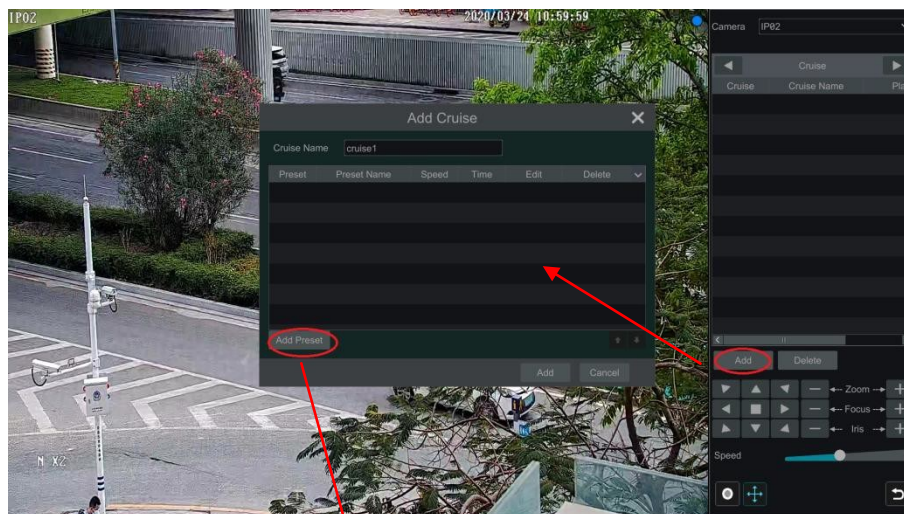 IP02
2020/03/24 10:59:59
Camera IP02
Cruise
Cruise Cruise Name Pla
Add Cruise
Cruise Name cruise1
Preset Preset Name Speed Time Edit Delete
Add Preset
Add Cancel
Add Delete
Zoom
Focus
Iris
Speed